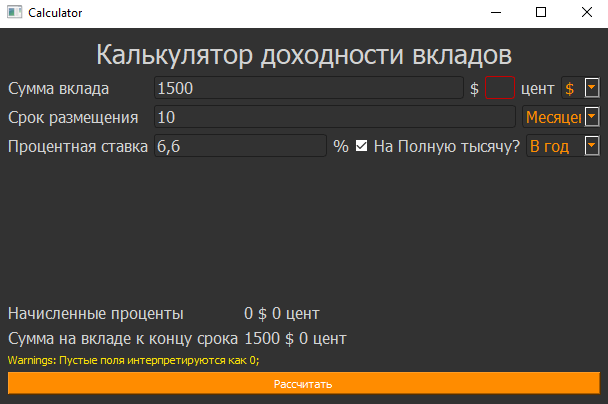 Calculator
Калькулятор доходности вкладов
Сумма вклада 1500 $ цент $
Срок размещения 10 Месяцев
Процентная ставка 6,6 % На Полную тысячу? В год
Начисленные проценты 0 $ 0 цент
Сумма на вкладе к концу срока 1500 $ 0 цент
Warnings: Пустые поля интерпретируются как 0;
Рассчитать